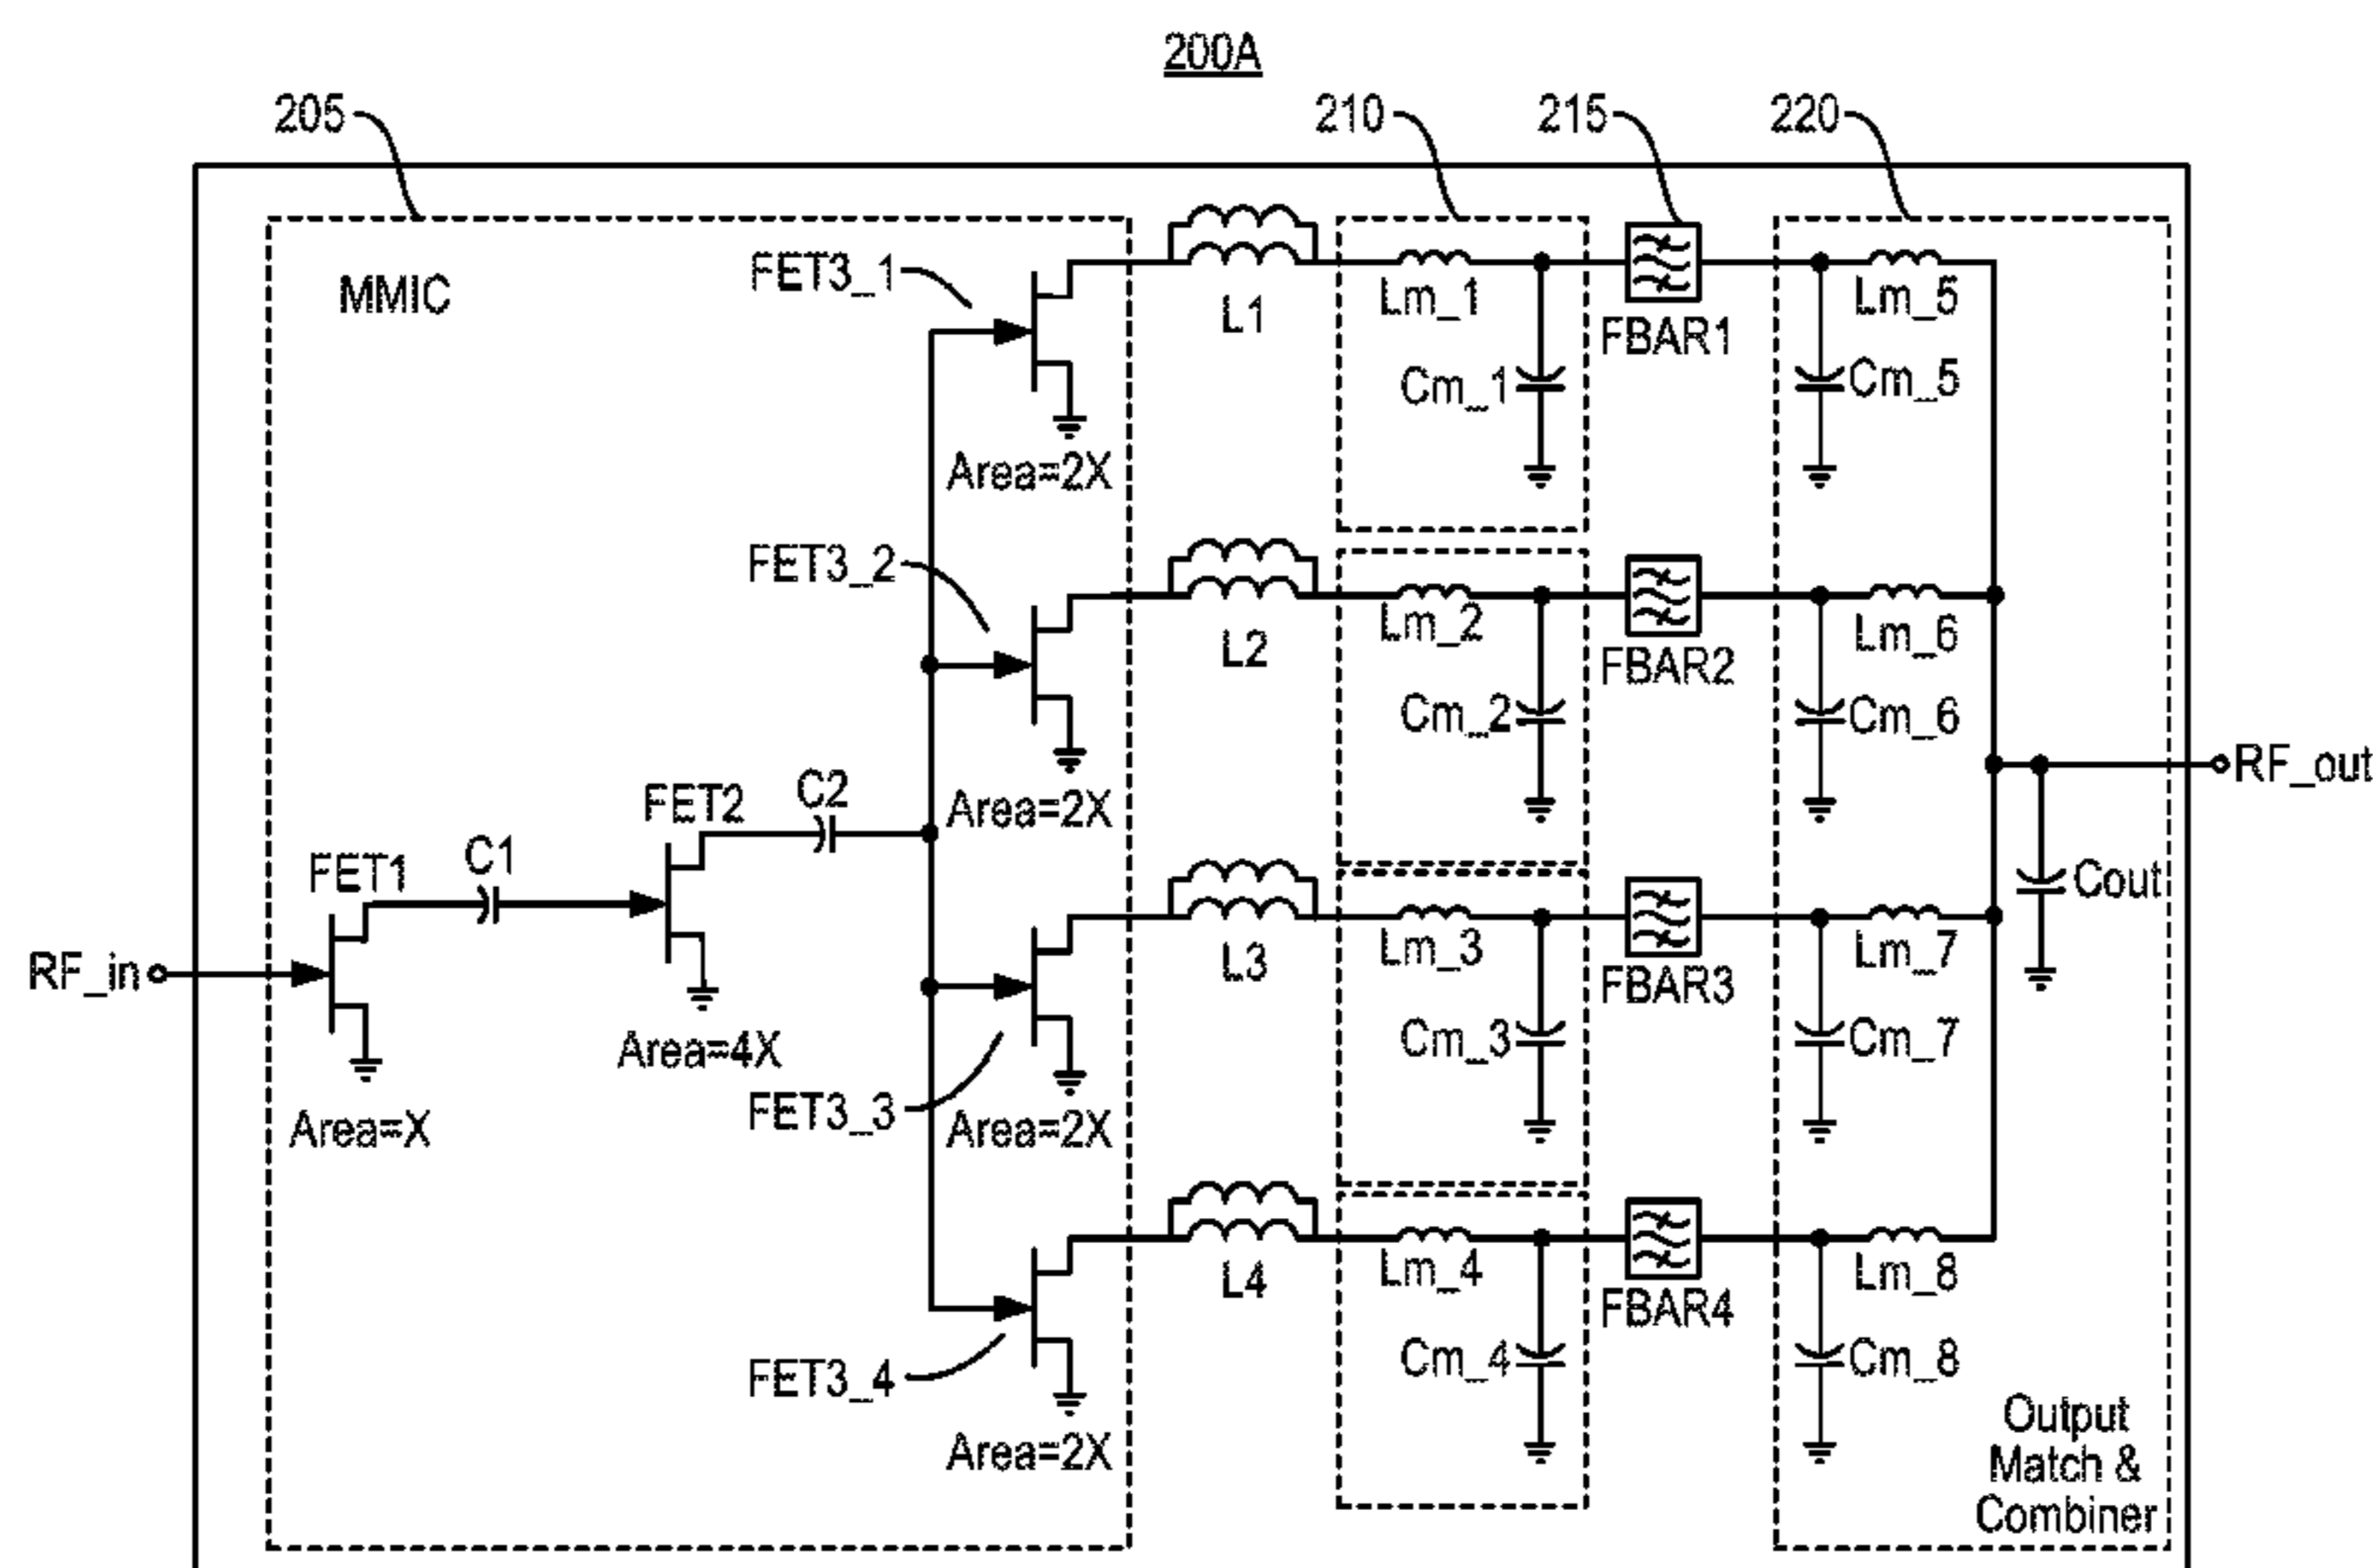 200A
205
210
215
220
MMIC
FET3_1
Area=2X
L1
Lm_1
Cm_1
FBAR1
Lm_5
Cm_5
FET3_2
Area=2X
L2
Lm_2
Cm_2
FBAR2
Lm_6
Cm_6
RF_in
FET1
Area=X
C1
FET2
Area=4X
C2
FET3_3
Area=2X
L3
Lm_3
Cm_3
FBAR3
Lm_7
Cm_7
Cout
RF_out
FET3_4
Area=2X
L4
Lm_4
Cm_4
FBAR4
Lm_8
Cm_8
Output
Match &
Combiner